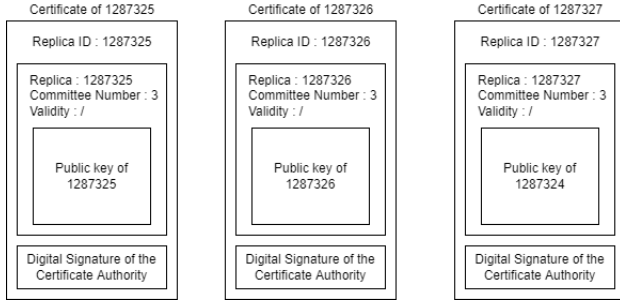 Certificate of 1287325
Replica ID : 1287325
Replica : 1287325
Committee Number : 3
Validity : /
Public key of
1287325
Digital Signature of the
Certificate Authority
Certificate of 1287326
Replica ID : 1287326
Replica : 1287326
Committee Number : 3
Validity : /
Public key of
1287326
Digital Signature of the
Certificate Authority
Certificate of 1287327
Replica ID : 1287327
Replica : 1287327
Committee Number : 3
Validity : /
Public key of
1287324
Digital Signature of the
Certificate Authority